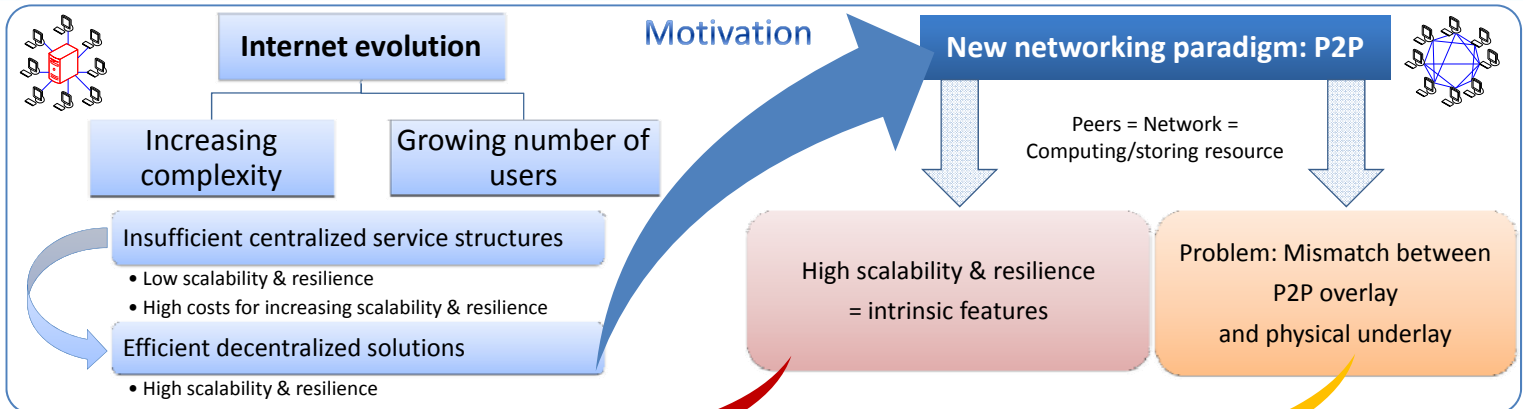 Motivation
Internet evolution
Increasing
complexity
Growing number of
users
Insufficient centralized service structures
• Low scalability & resilience
• High costs for increasing scalability & resilience
Efficient decentralized solutions
• High scalability & resilience
New networking paradigm: P2P
Peers = Network =
Computing/storing resource
High scalability & resilience
= intrinsic features
Problem: Mismatch between
P2P overlay
and physical underlay